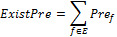 ExistPre = ∑_{f∈E} Pre_f